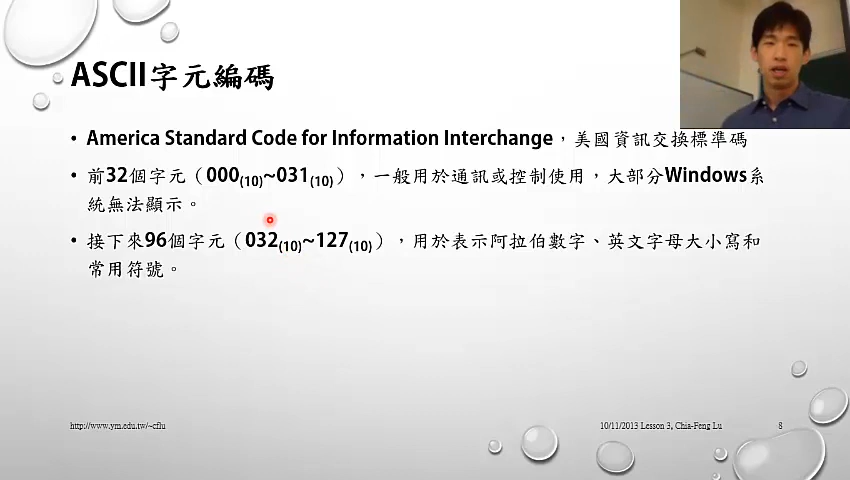 ASCII字元編碼
• America Standard Code for Information Interchange，美國資訊交換標準碼
• 前32個字元（000(10)~031(10)），一般用於通訊或控制使用，大部分Windows系
統無法顯示。
• 接下來96個字元（032(10)~127(10)），用於表示阿拉伯數字、英文字母大小寫和
常用符號。
http://www.ym.edu.tw/~cflu
10/11/2013 Lesson 3, Chia-Feng Lu
8